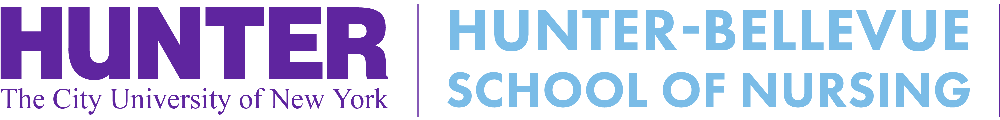 HUNTER
The City University of New York
HUNTER-BELLEVUE
SCHOOL OF NURSING